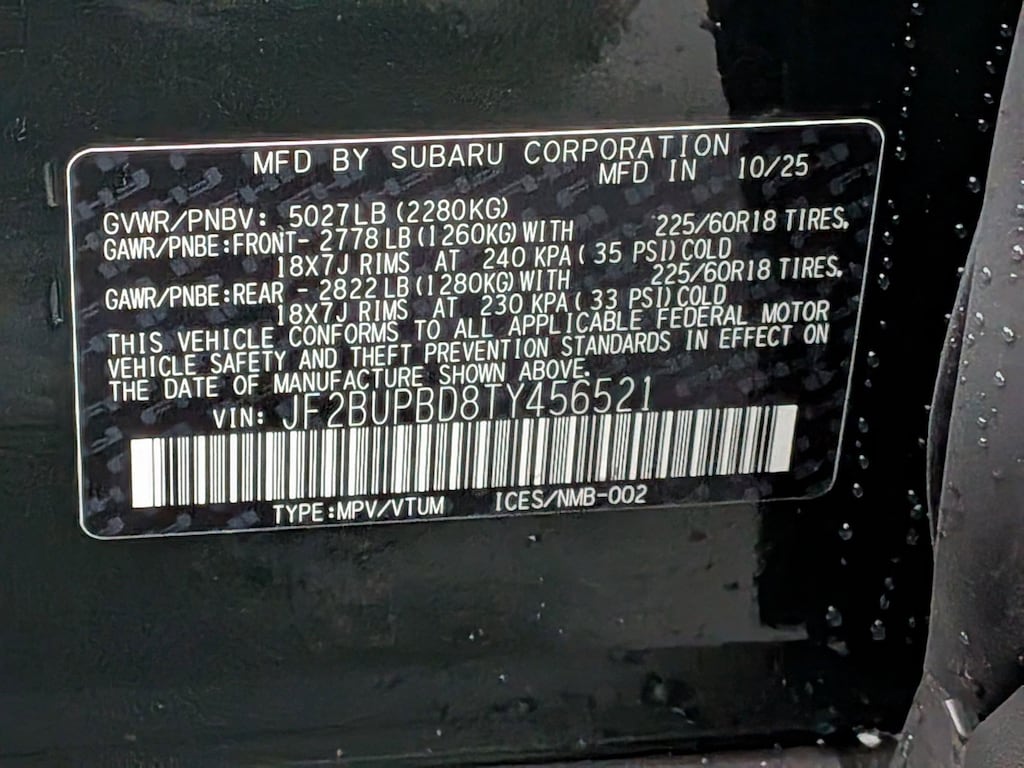 MFD BY SUBARU CORPORATION
MFD IN 10/25
GVWR/PNBV: 5027LB (2280KG)
GAWR/PNBE:FRONT- 2778 LB (1260KG) WITH 225/60R18 TIRES,
18X7J RIMS AT 240 KPA ( 35 PSI) COLD
GAWR/PNBE:REAR - 2822 LB (1280KG) WITH 225/60R18 TIRES,
18X7J RIMS AT 230 KPA ( 33 PSI) COLD
THIS VEHICLE CONFORMS TO ALL APPLICABLE FEDERAL MOTOR
VEHICLE SAFETY AND THEFT PREVENTION STANDARDS IN EFFECT ON
THE DATE OF MANUFACTURE SHOWN ABOVE.
VIN: JF2BUPBD8TY456521
TYPE:MPV/VTUM ICES/NMB-002